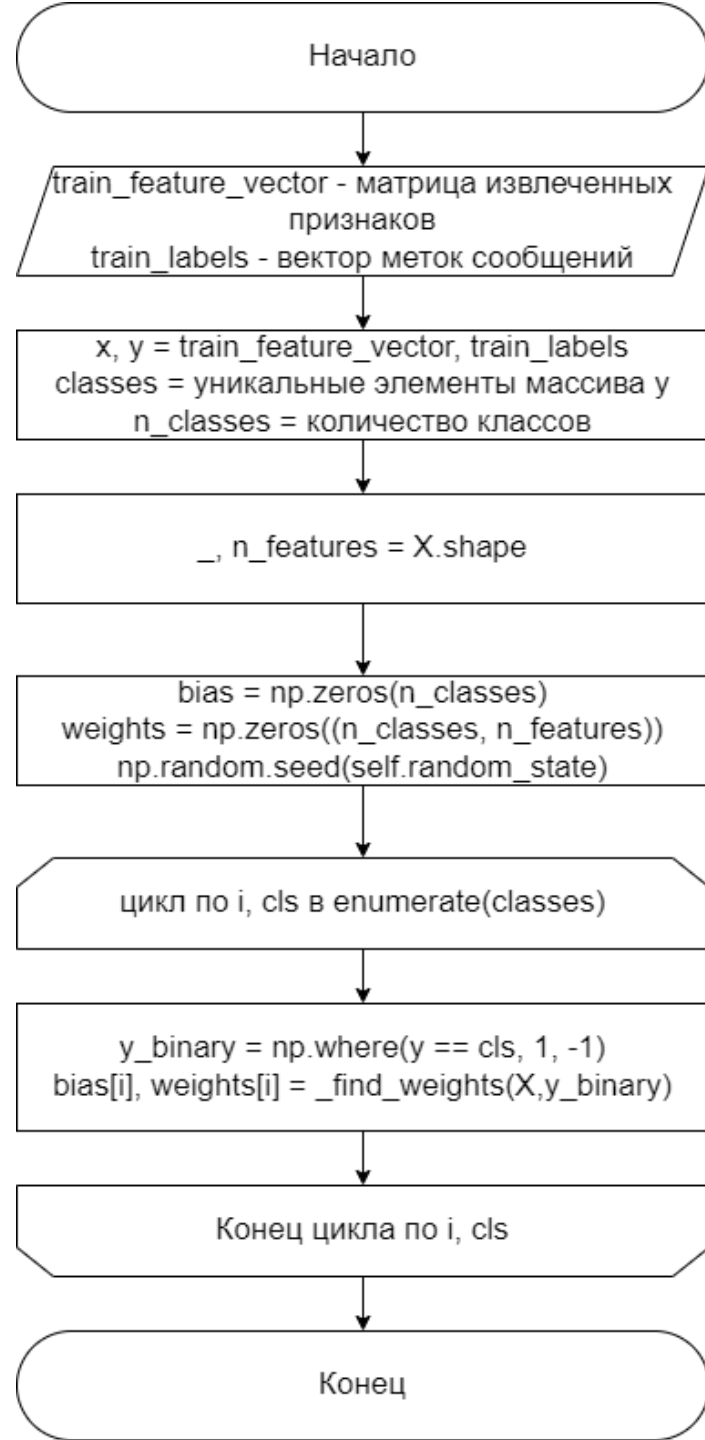 Начало
train_feature_vector - матрица извлеченных
признаков
train_labels - вектор меток сообщений
x, y = train_feature_vector, train_labels
classes = уникальные элементы массива y
n_classes = количество классов
_, n_features = X.shape
bias = np.zeros(n_classes)
weights = np.zeros((n_classes, n_features))
np.random.seed(self.random_state)
цикл по i, cls в enumerate(classes)
y_binary = np.where(y == cls, 1, -1)
bias[i], weights[i] = _find_weights(X,y_binary)
Конец цикла по i, cls
Конец